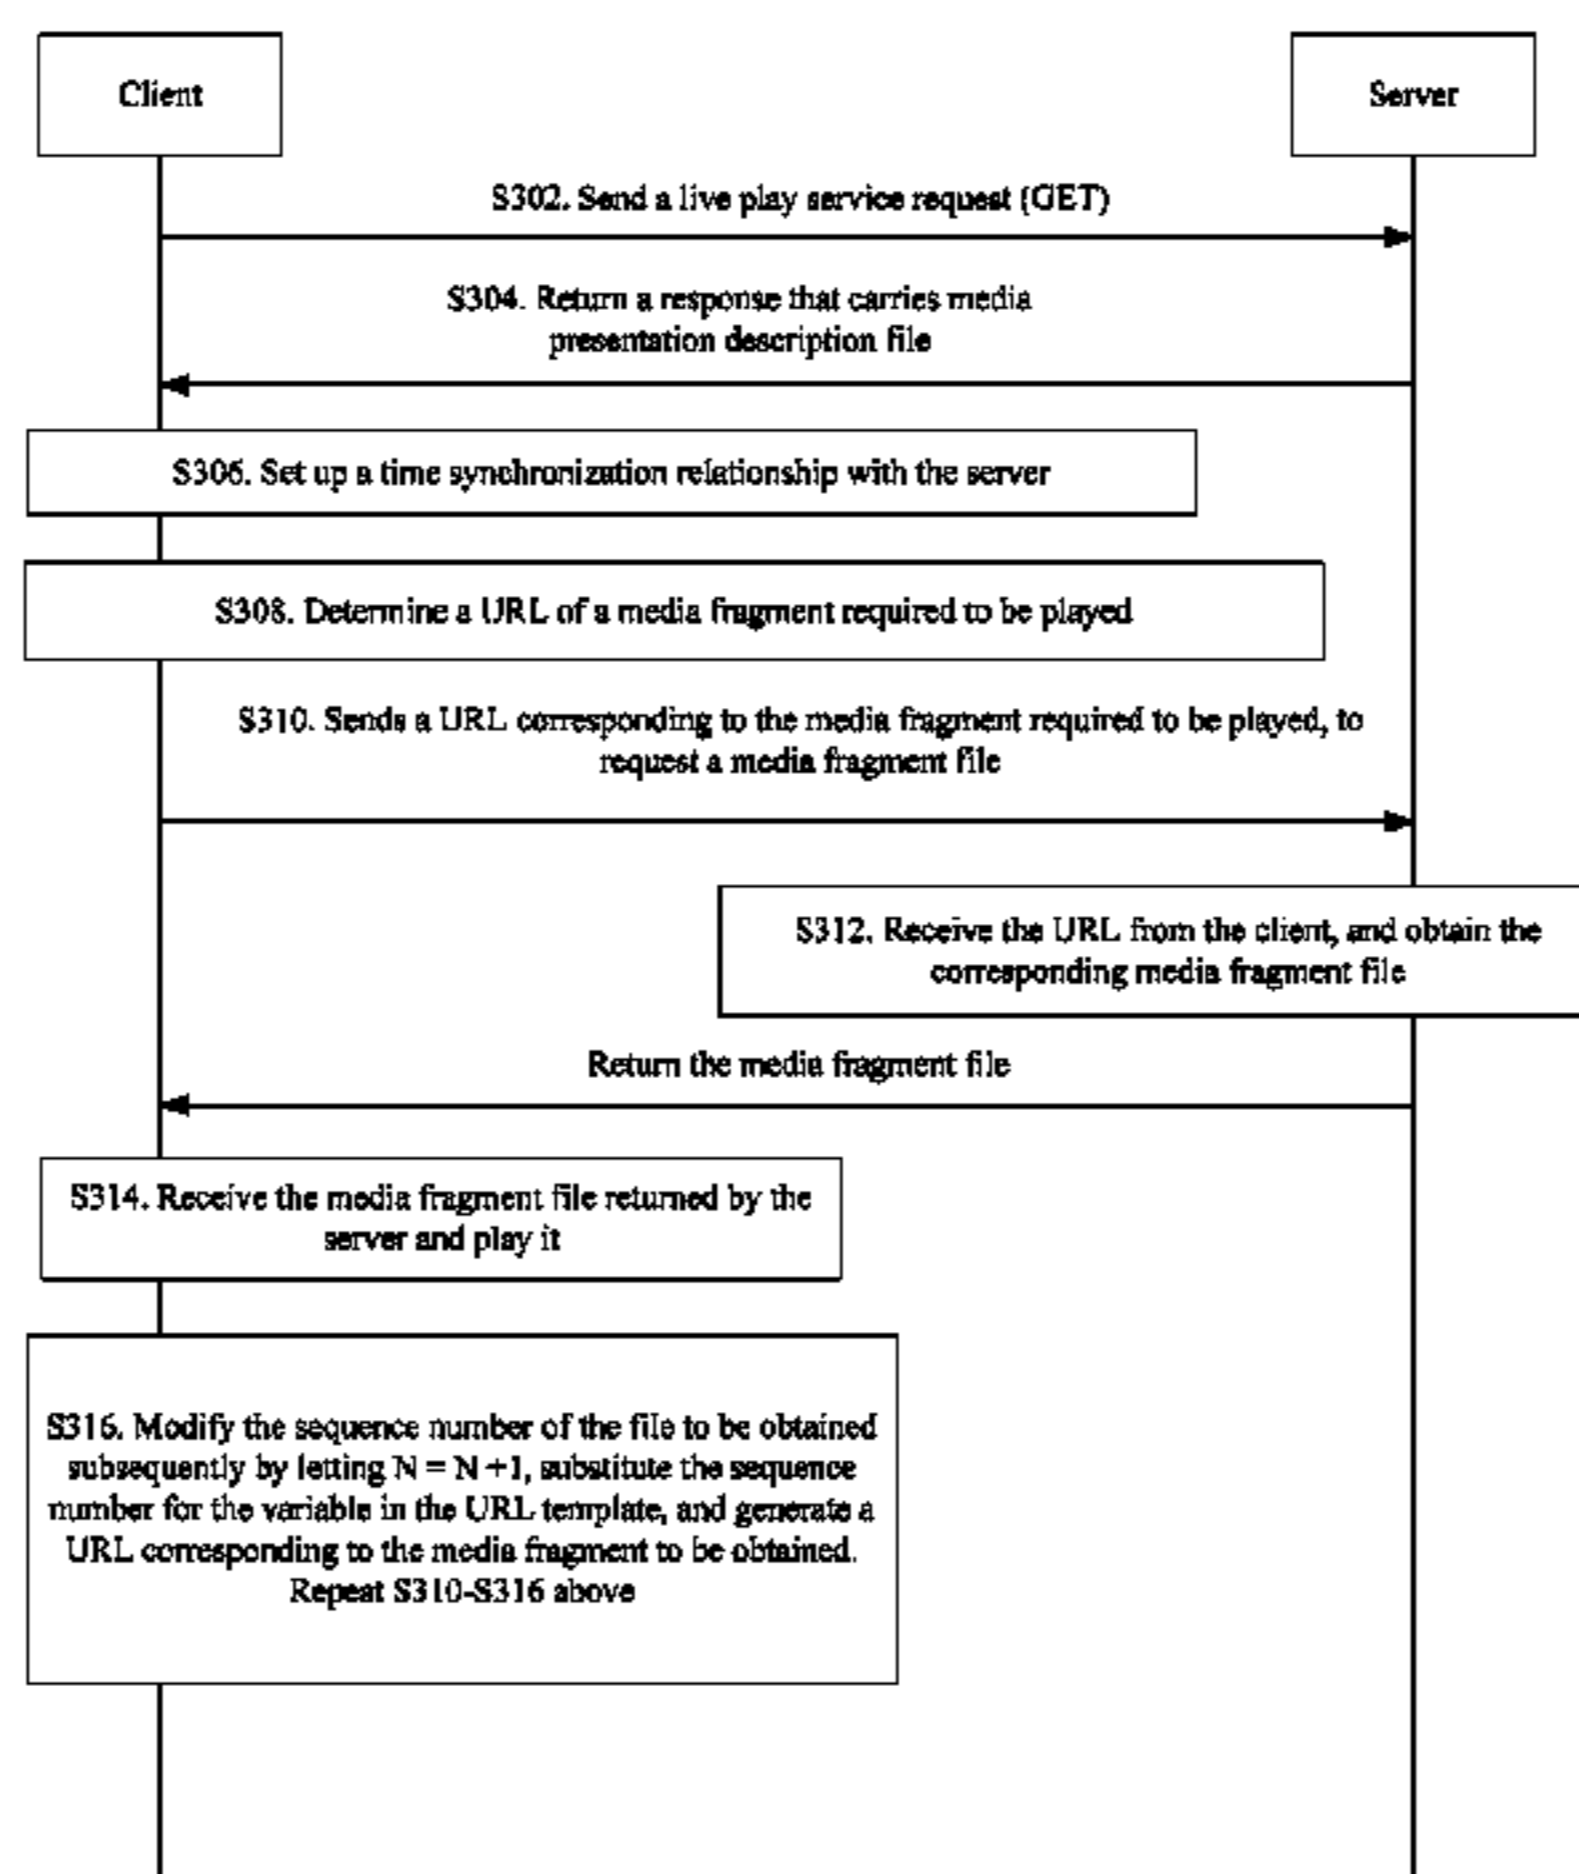 Client
Server
S302. Send a live play service request (GET)
S304. Return a response that carries media
presentation description file
S306. Set up a time synchronization relationship with the server
S308. Determine a URL of a media fragment required to be played
S310. Sends a URL corresponding to the media fragment required to be played, to
request a media fragment file
S312. Receive the URL from the client, and obtain the
corresponding media fragment file
Return the media fragment file
S314. Receive the media fragment file returned by the
server and play it
S316. Modify the sequence number of the file to be obtained
subsequently by letting N = N +1, substitute the sequence
number for the variable in the URL template, and generate a
URL corresponding to the media fragment to be obtained.
Repeat S310-S316 above